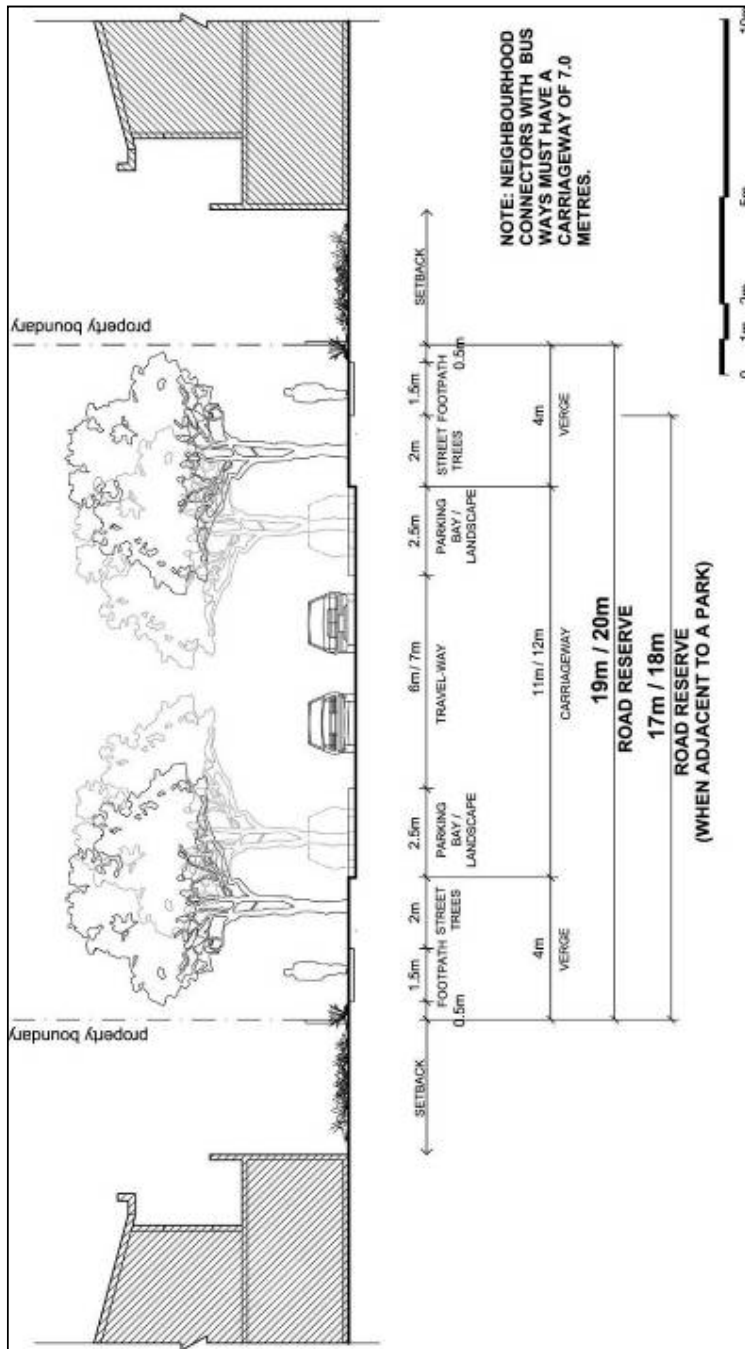 property boundary
property boundary
SETBACK
0.5m
1.5m
FOOTPATH
2m
STREET
TREES
2.5m
PARKING
BAY /
LANDSCAPE
6m / 7m
TRAVEL-WAY
2.5m
PARKING
BAY /
LANDSCAPE
2m
STREET
TREES
1.5m
FOOTPATH
0.5m
SETBACK
4m
VERGE
11m / 12m
CARRIAGEWAY
4m
VERGE
19m / 20m
ROAD RESERVE
17m / 18m
ROAD RESERVE
(WHEN ADJACENT TO A PARK)
NOTE: NEIGHBOURHOOD
CONNECTORS WITH BUS
WAYS MUST HAVE A
CARRIAGEWAY OF 7.0
METRES.
0
1m
2m
5m
10m